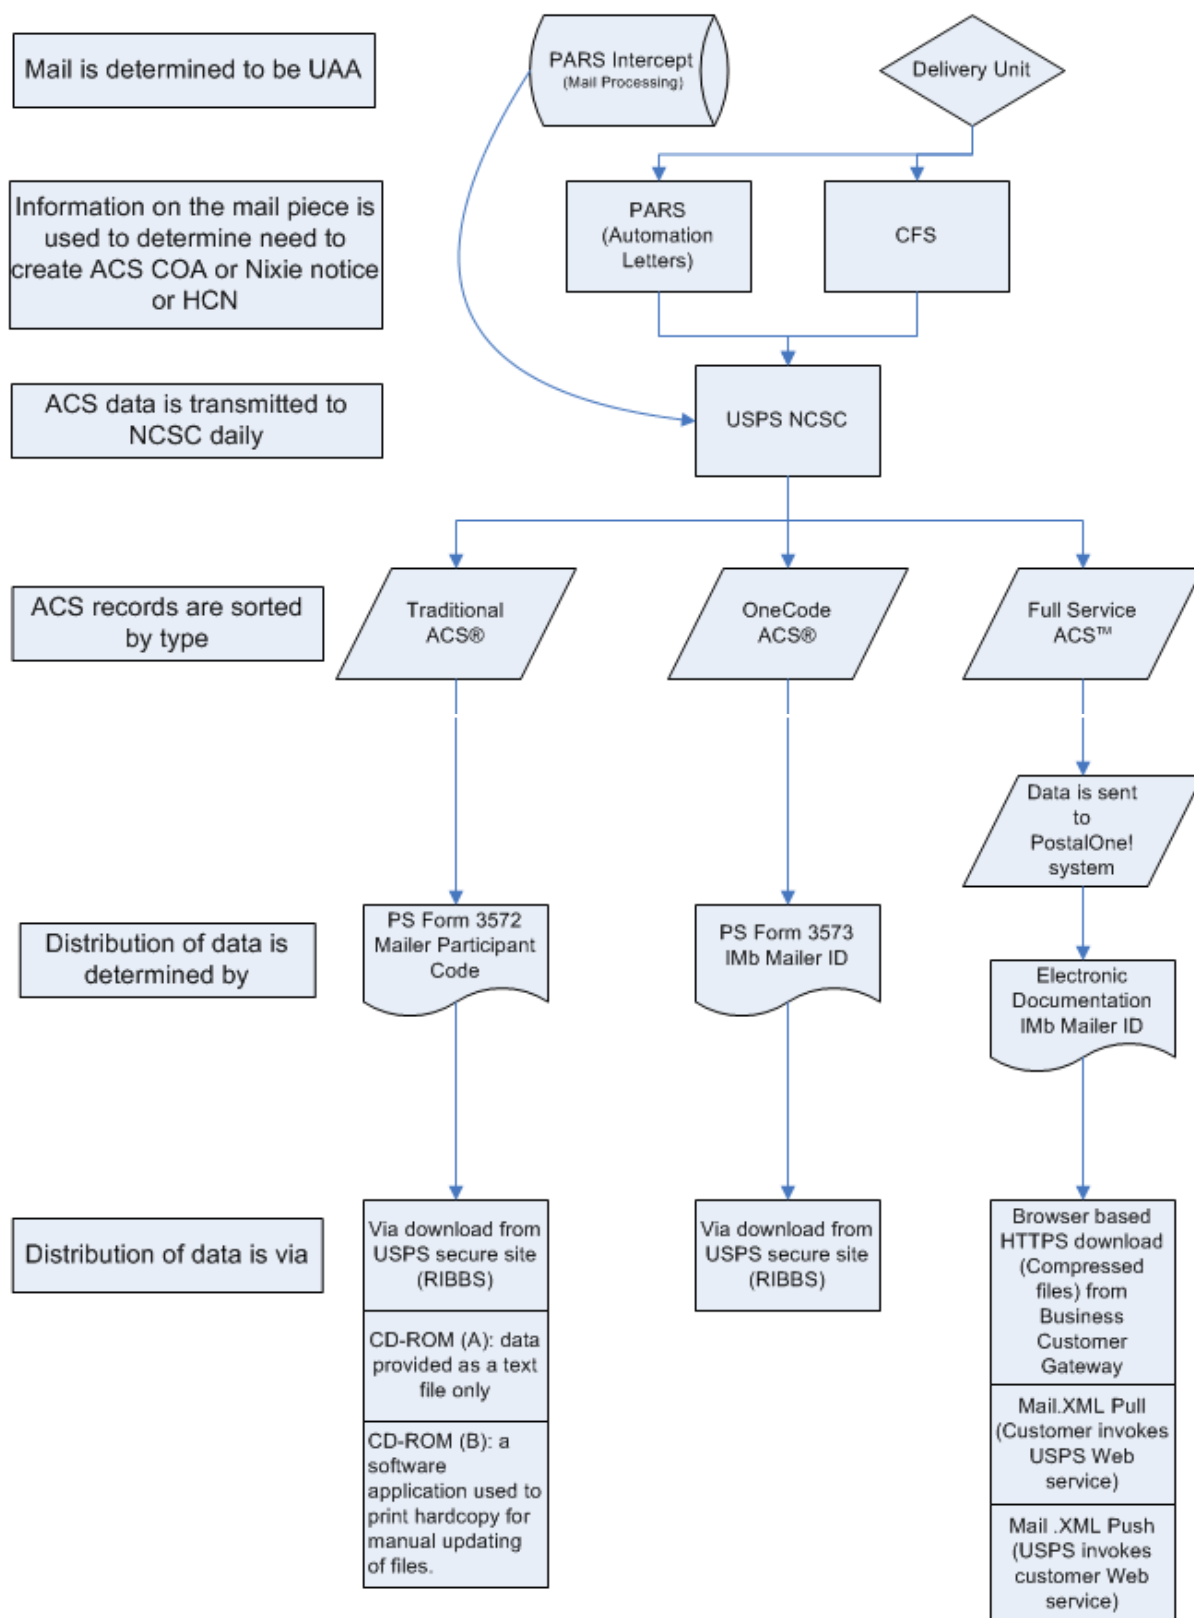 Mail is determined to be UAA
PARS Intercept
(Mail Processing)
Delivery Unit
Information on the mail piece is
used to determine need to
create ACS COA or Nixie notice
or HCN
PARS
(Automation
Letters)
CFS
ACS data is transmitted to
NCSC daily
USPS NCSC
ACS records are sorted
by type
Traditional
ACS®
OneCode
ACS®
Full Service
ACS™
Data is sent
to
PostalOne!
system
Distribution of data is
determined by
PS Form 3572
Mailer Participant
Code
PS Form 3573
IMb Mailer ID
Electronic
Documentation
IMb Mailer ID
Distribution of data is via
Via download from
USPS secure site
(RIBBS)
CD-ROM (A): data
provided as a text
file only
CD-ROM (B): a
software
application used to
print hardcopy for
manual updating
of files.
Via download from
USPS secure site
(RIBBS)
Browser based
HTTPS download
(Compressed
files) from
Business
Customer
Gateway
Mail.XML Pull
(Customer invokes
USPS Web
service)
Mail .XML Push
(USPS invokes
customer Web
service)